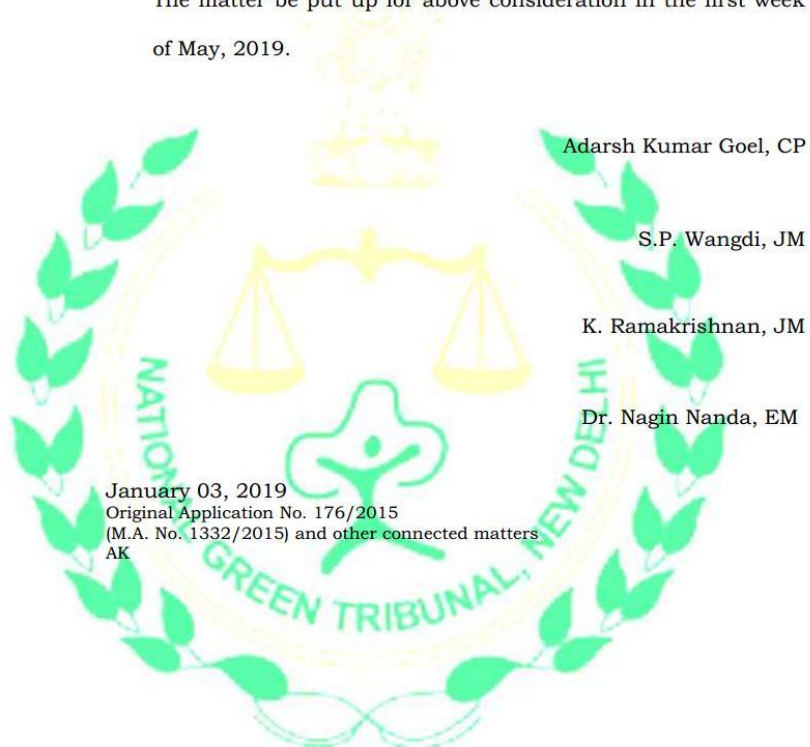 The matter be put up for above consideration in the first week
of May, 2019.
Adarsh Kumar Goel, CP
S.P. Wangdi, JM
K. Ramakrishnan, JM
Dr. Nagin Nanda, EM
January 03, 2019
Original Application No. 176/2015
(M.A. No. 1332/2015) and other connected matters
AK
NATIONAL GREEN TRIBUNAL, NEW DELHI